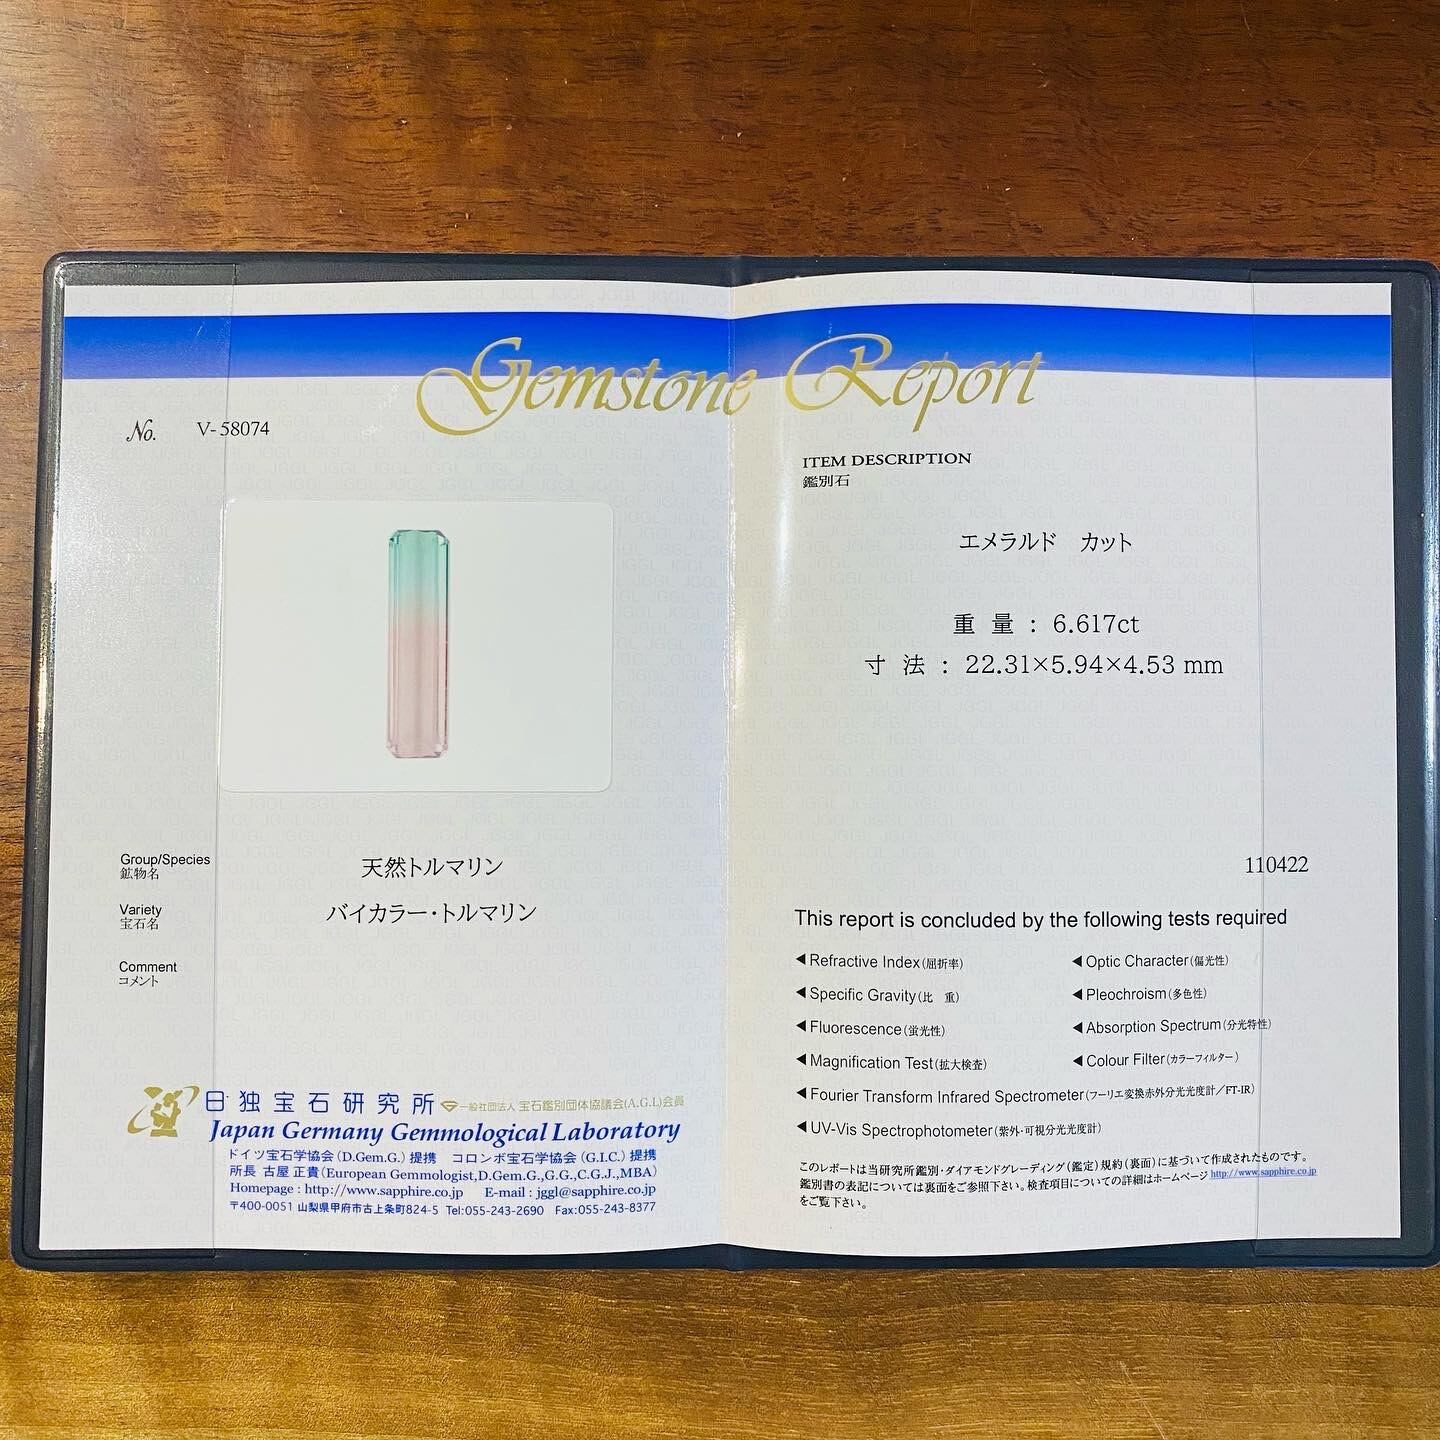 Gemstone Report
No. V-58074
Group/Species
鉱物名
天然トルマリン
Variety
宝石名
バイカラー・トルマリン
Comment
コメント
日独宝石研究所 一般社団法人 宝石鑑別団体協議会(A.G.L)会員
Japan Germany Gemmological Laboratory
ドイツ宝石学協会 (D.Gem.G.) 提携 コロンボ宝石学協会 (G.I.C.) 提携
所長 古屋 正貴(European Gemmologist,D.Gem.G.,G.G.,C.G.J.,MBA)
Homepage : http://www.sapphire.co.jp E-mail : jggl@sapphire.co.jp
〒400-0051 山梨県甲府市古上条町824-5 Tel:055-243-2690 Fax:055-243-8377
ITEM DESCRIPTION
鑑別石
エメラルド カット
重 量 : 6.617ct
寸 法 : 22.31×5.94×4.53 mm
110422
This report is concluded by the following tests required
◀Refractive Index(屈折率) ◀Optic Character(偏光性)
◀Specific Gravity(比 重) ◀Pleochroism(多色性)
◀Fluorescence(蛍光性) ◀Absorption Spectrum(分光特性)
◀Magnification Test(拡大検査) ◀Colour Filter(カラーフィルター)
◀Fourier Transform Infrared Spectrometer(フーリエ変換赤外分光光度計/FT-IR)
◀UV-Vis Spectrophotometer(紫外・可視分光光度計)
このレポートは当研究所鑑別・ダイアモンドグレーディング(鑑定)規約(裏面)に基づいて作成されたものです。
鑑別書の表記については裏面をご参照下さい。検査項目についての詳細はホームページ http://www.sapphire.co.jp
をご覧下さい。